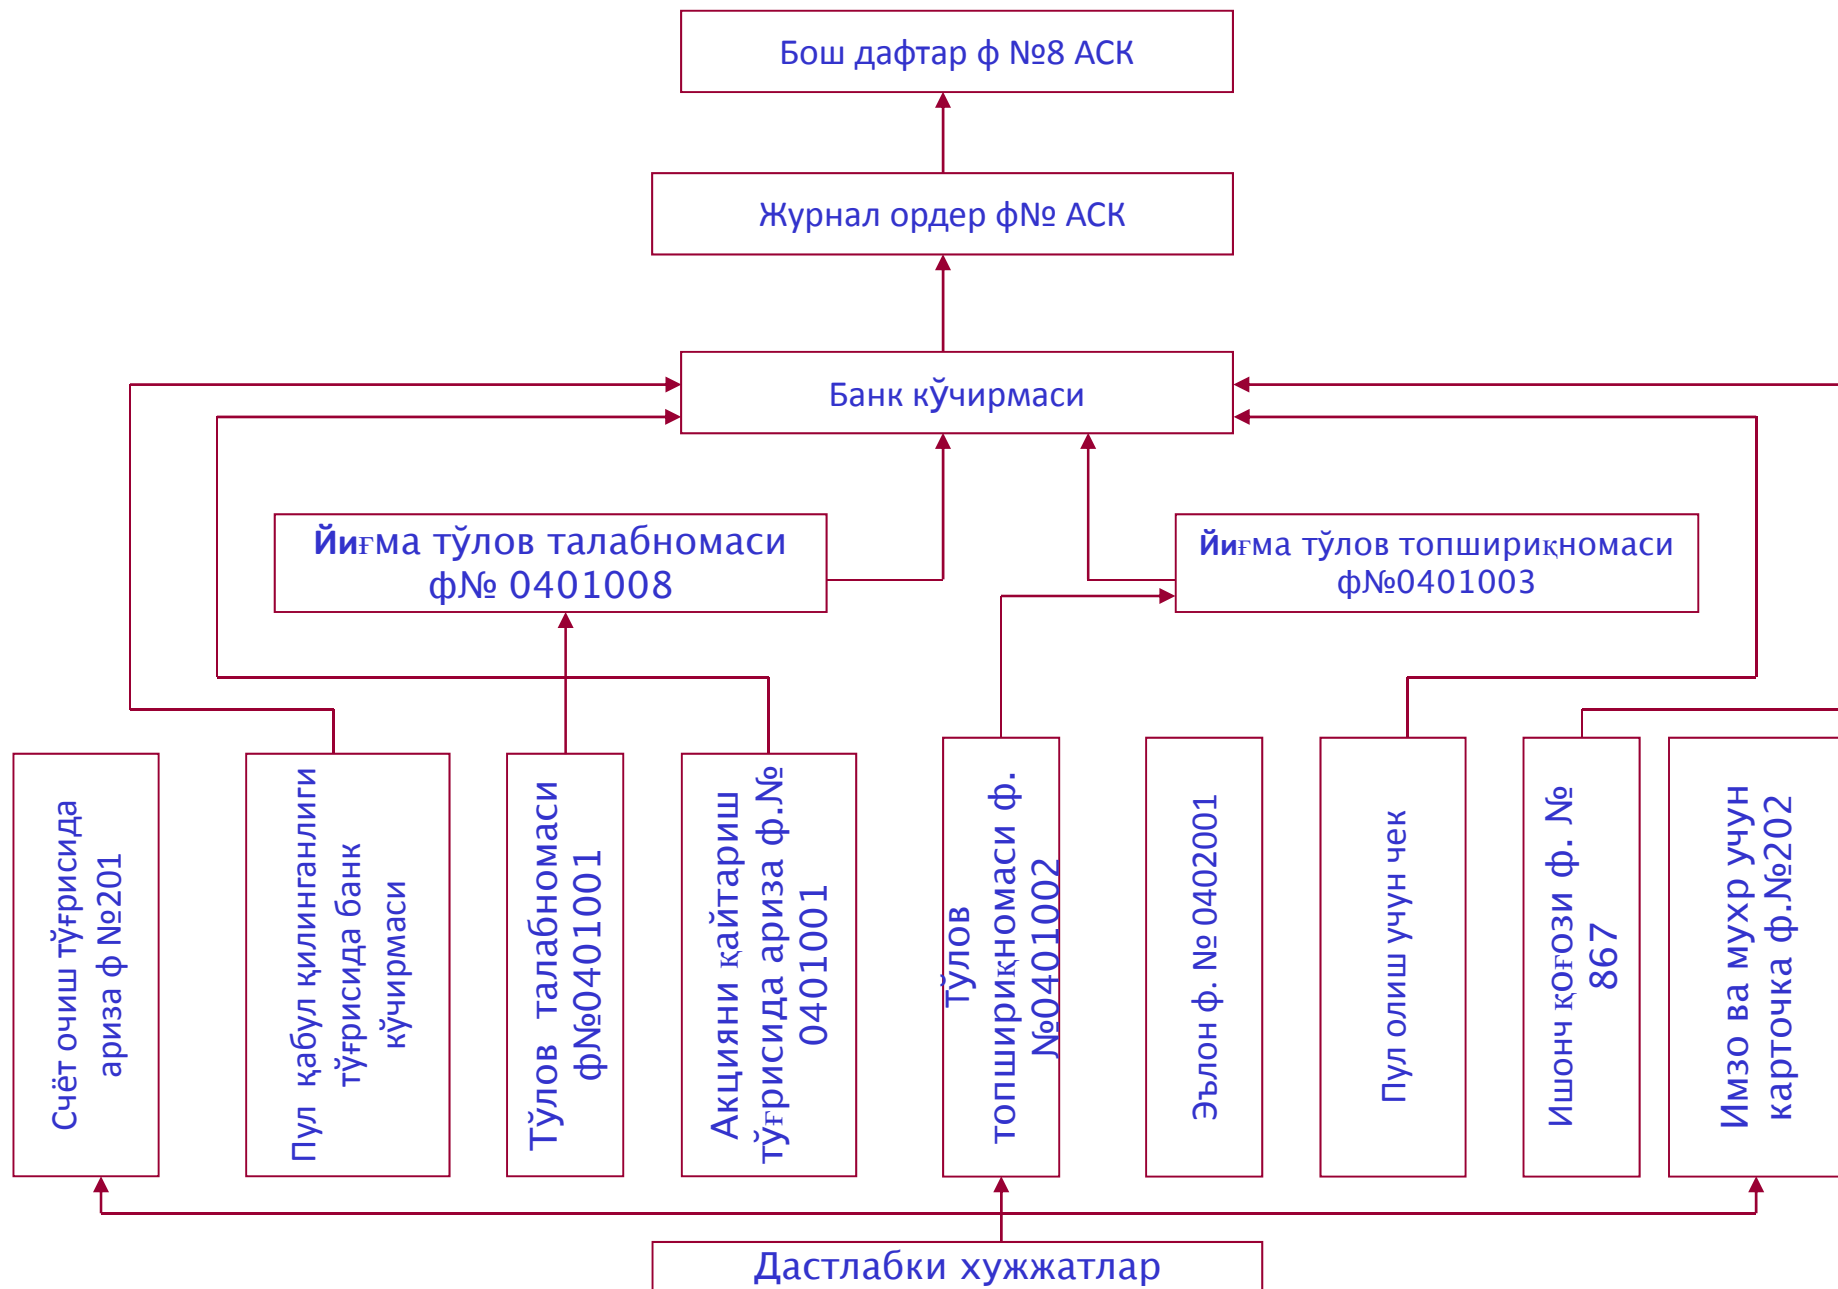 Бош дафтар ф №8 АСК
Журнал ордер ф№ АСК
Банк кўчирмаси
Йиғма тўлов талабномаси
ф№ 0401008
Йиғма тўлов топшириқномаси
ф№0401003
Счёт очиш тўғрисида
ариза ф №201
Пул қабул қилинганлиги
тўғрисида банк
кўчирмаси
Тўлов талабномаси
ф№0401001
Акцияни қайтариш
тўғрисида ариза ф.№
0401001
тўлов
топшириқномаси ф.
№0401002
Эълон ф. № 0402001
Пул олиш учун чек
Ишонч қоғози ф. №
867
Имзо ва мухр учун
карточка ф.№202
Дастлабки хужжатлар